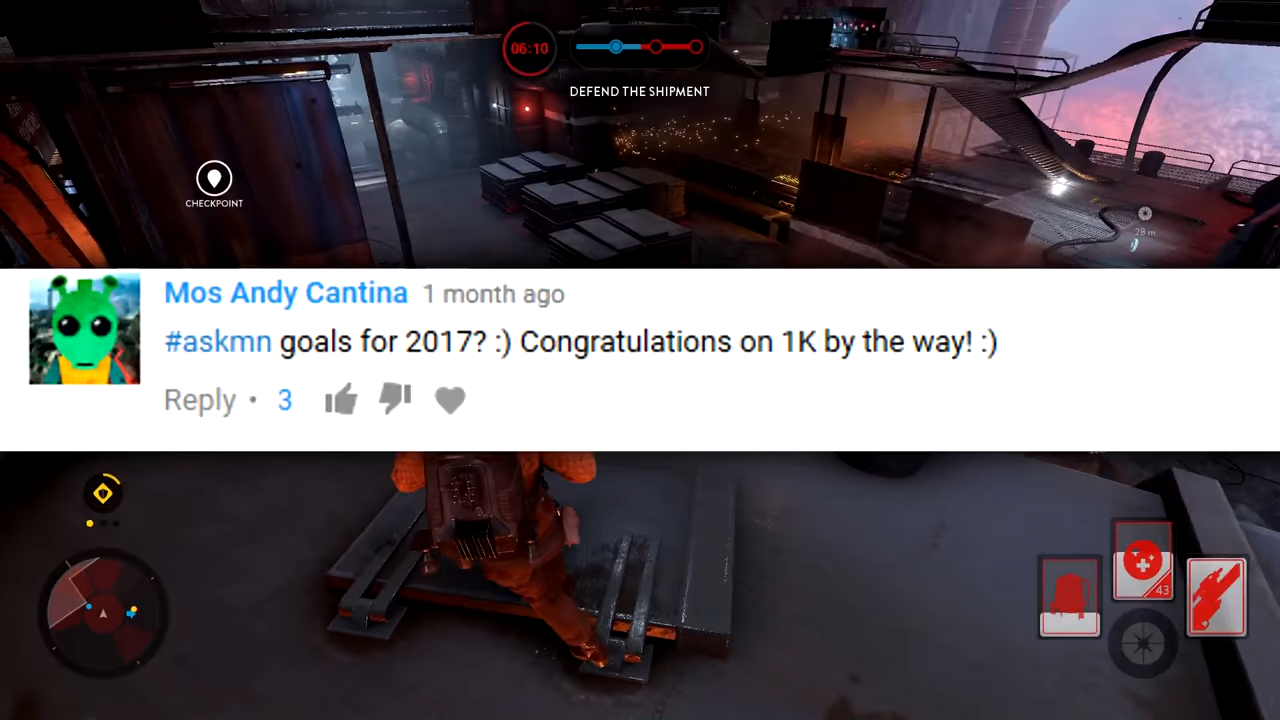 06:10
DEFEND THE SHIPMENT
CHECKPOINT
28 m
Mos Andy Cantina 1 month ago
#askmn goals for 2017? :) Congratulations on 1K by the way! :)
Reply • 3
43